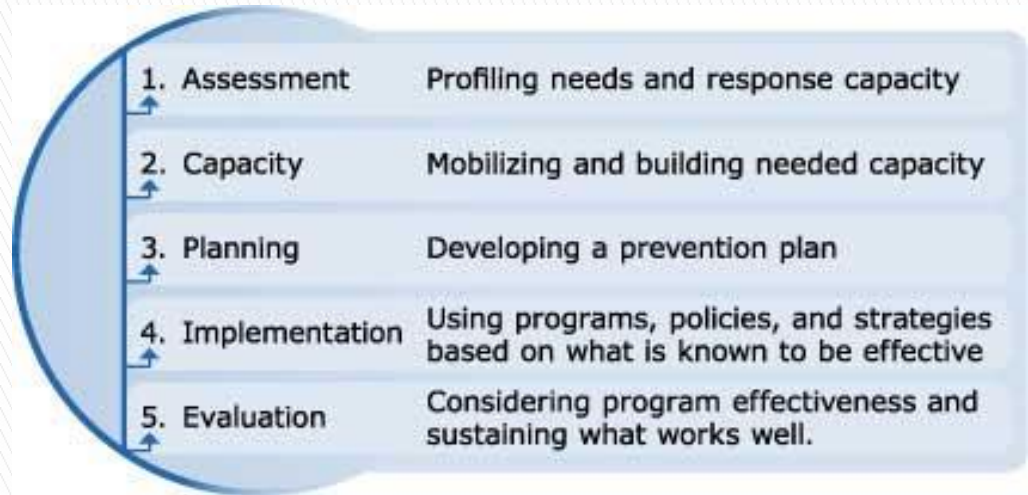 1. Assessment Profiling needs and response capacity
2. Capacity Mobilizing and building needed capacity
3. Planning Developing a prevention plan
4. Implementation Using programs, policies, and strategies
based on what is known to be effective
5. Evaluation Considering program effectiveness and
sustaining what works well.